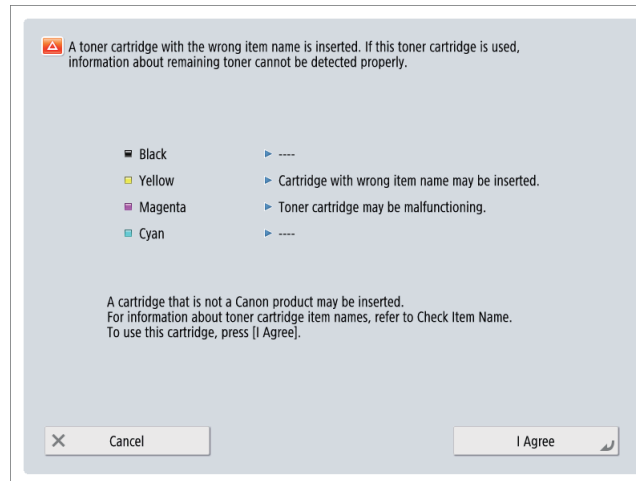 A toner cartridge with the wrong item name is inserted. If this toner cartridge is used,
information about remaining toner cannot be detected properly.
Black ----
Yellow Cartridge with wrong item name may be inserted.
Magenta Toner cartridge may be malfunctioning.
Cyan ----
A cartridge that is not a Canon product may be inserted.
For information about toner cartridge item names, refer to Check Item Name.
To use this cartridge, press [I Agree].
Cancel I Agree